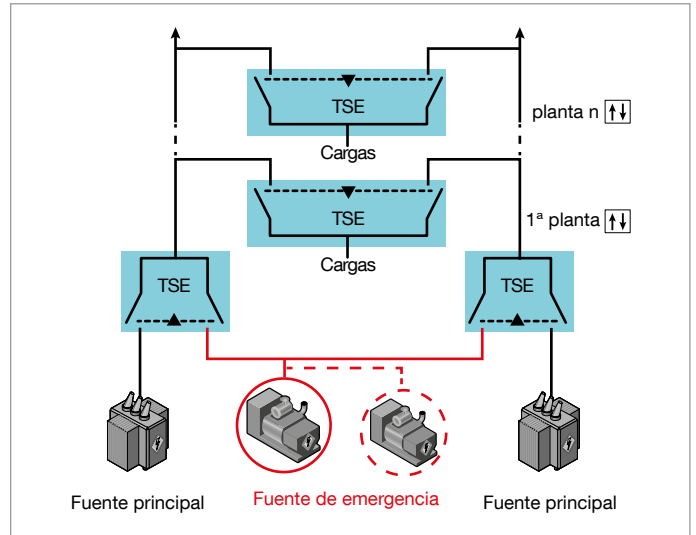 TSE
planta n
Cargas
TSE
1ª planta
Cargas
TSE
TSE
Fuente principal
Fuente de emergencia
Fuente principal